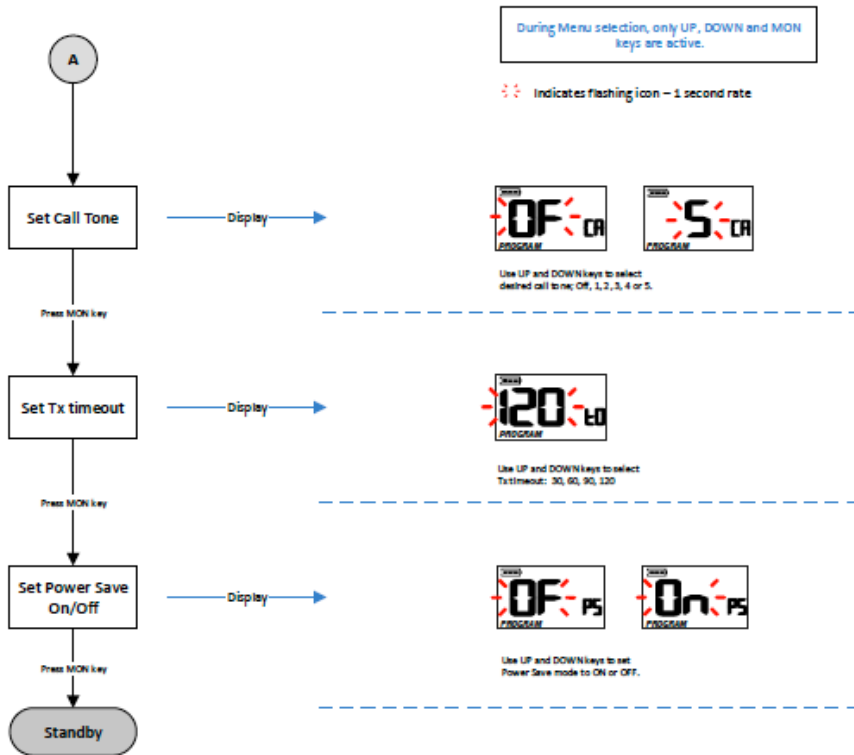 During Menu selection, only UP, DOWN and MON
keys are active.
A
Indicates flashing icon – 1 second rate
Set Call Tone
Display
OF CA
PROGRAM
5 CA
PROGRAM
Use UP and DOWN keys to select
desired call tone; Off, 1, 2, 3, 4 or 5.
Press MON key
Set Tx timeout
Display
120 tO
PROGRAM
Use UP and DOWN keys to select
Tx timeout: 30, 60, 90, 120
Press MON key
Set Power Save
On/Off
Display
OF PS
PROGRAM
On PS
PROGRAM
Use UP and DOWN keys to set
Power Save mode to ON or OFF.
Press MON key
Standby